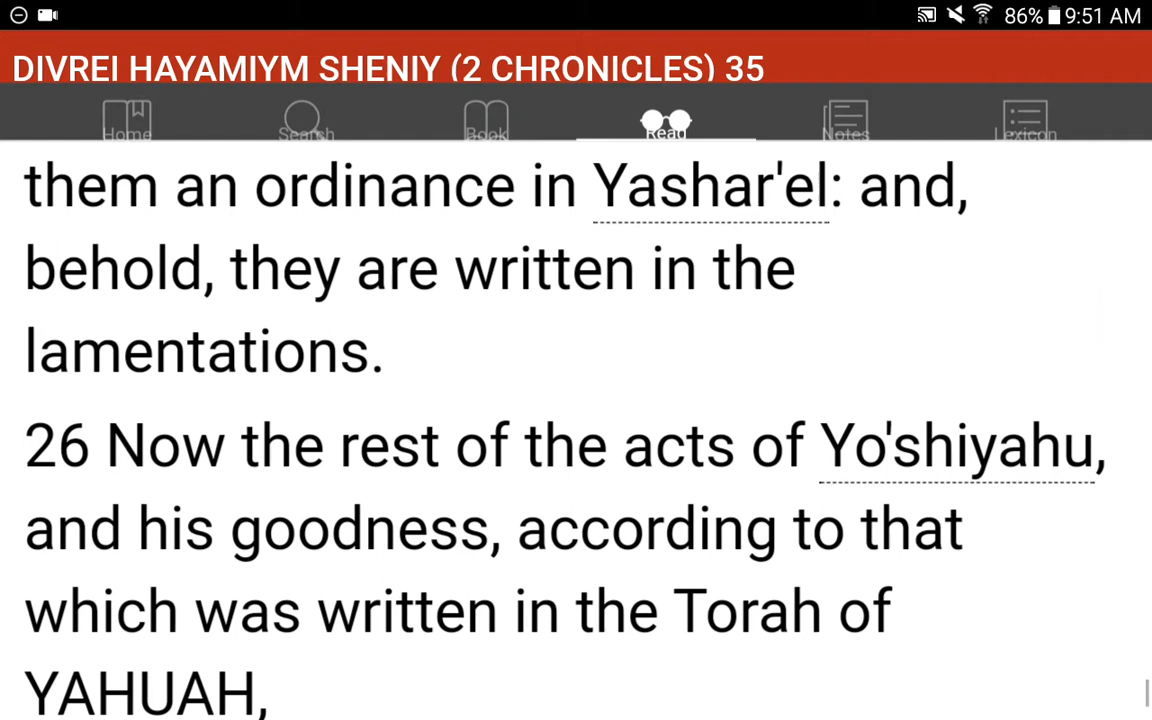 86% 9:51 AM
DIVREI HAYAMIYM SHENIY (2 CHRONICLES) 35
Home Search Book Read Notes Lexicon
them an ordinance in Yashar'el: and,
behold, they are written in the
lamentations.
26 Now the rest of the acts of Yo'shiyahu,
and his goodness, according to that
which was written in the Torah of
YAHUAH,